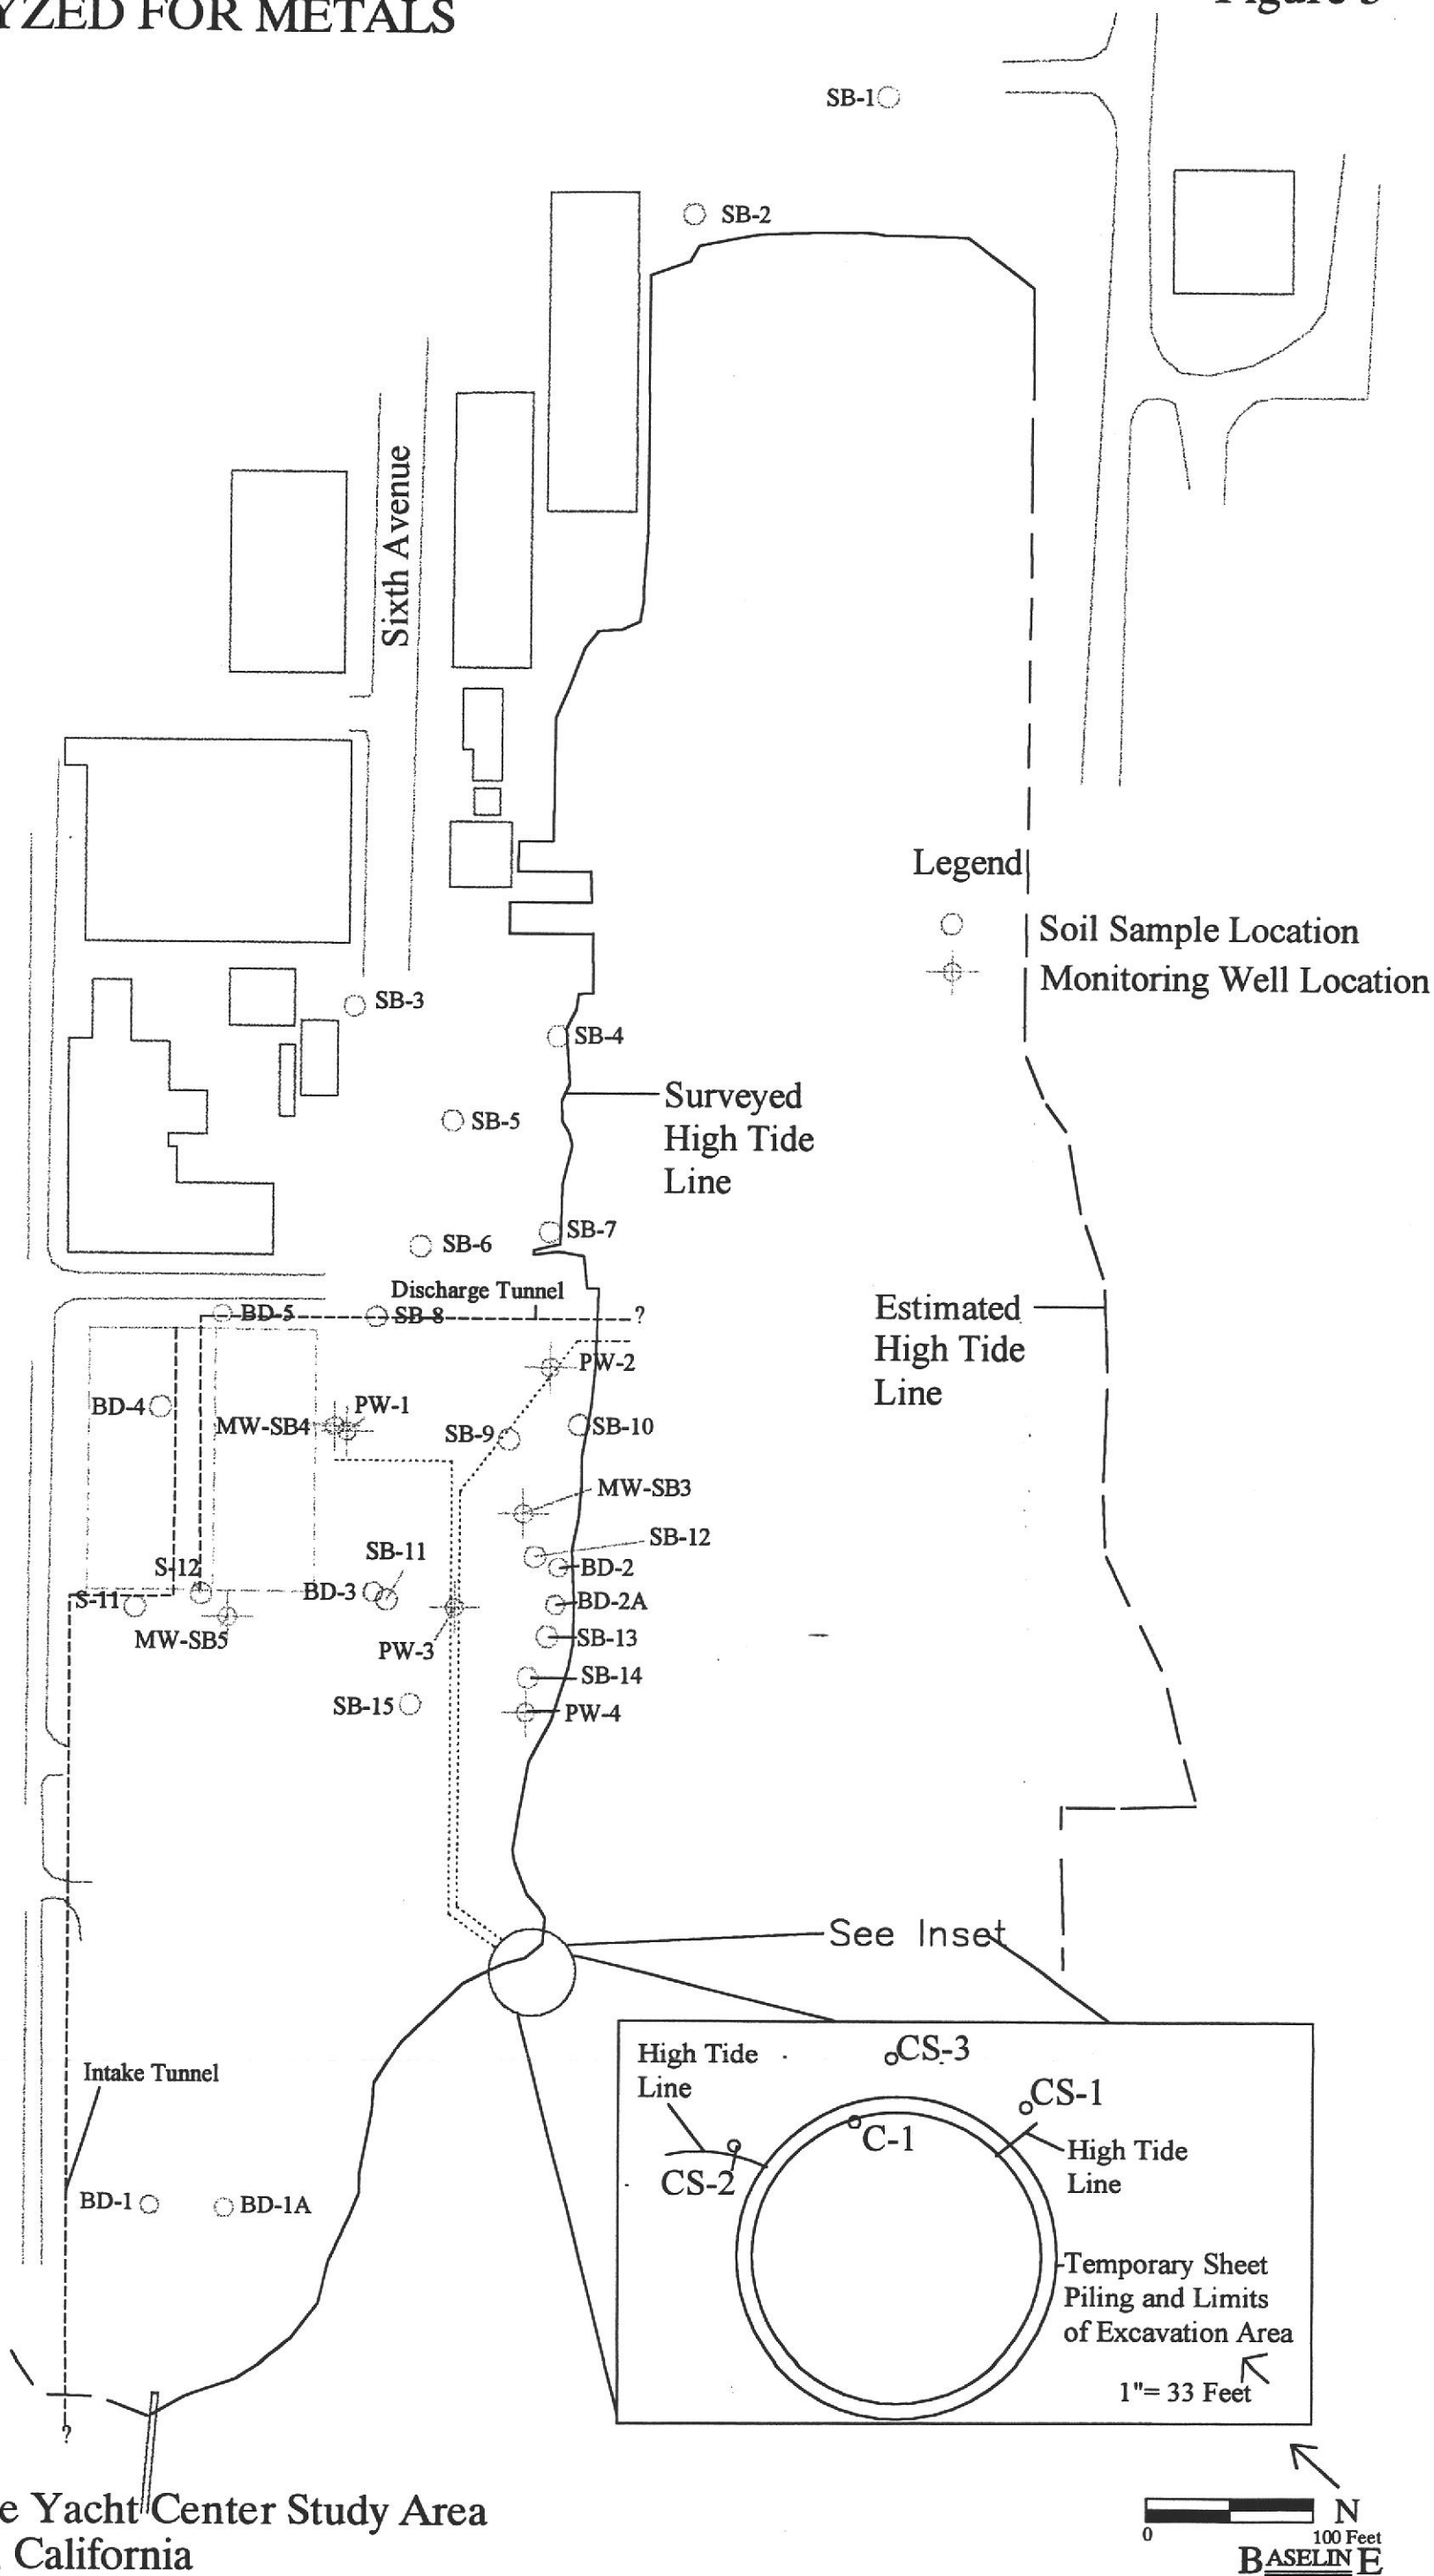 YZED FOR METALS
Figure 3
SB-1
SB-2
Sixth Avenue
Legend
Soil Sample Location
Monitoring Well Location
SB-3
SB-4
Surveyed
High Tide
Line
SB-5
SB-7
SB-6
Discharge Tunnel
BD-5
SB-8
?
Estimated
High Tide
Line
PW-2
BD-4
PW-1
MW-SB4
SB-9
SB-10
MW-SB3
SB-12
SB-11
S-12
BD-2
BD-3
S-11
BD-2A
MW-SB5
SB-13
PW-3
SB-14
SB-15
PW-4
See Inset
High Tide
Line
CS-3
CS-1
C-1
High Tide
Line
CS-2
Intake Tunnel
BD-1
BD-1A
Temporary Sheet
Piling and Limits
of Excavation Area
1"= 33 Feet
?
e Yacht Center Study Area
California
N
0
100 Feet
BASELINE